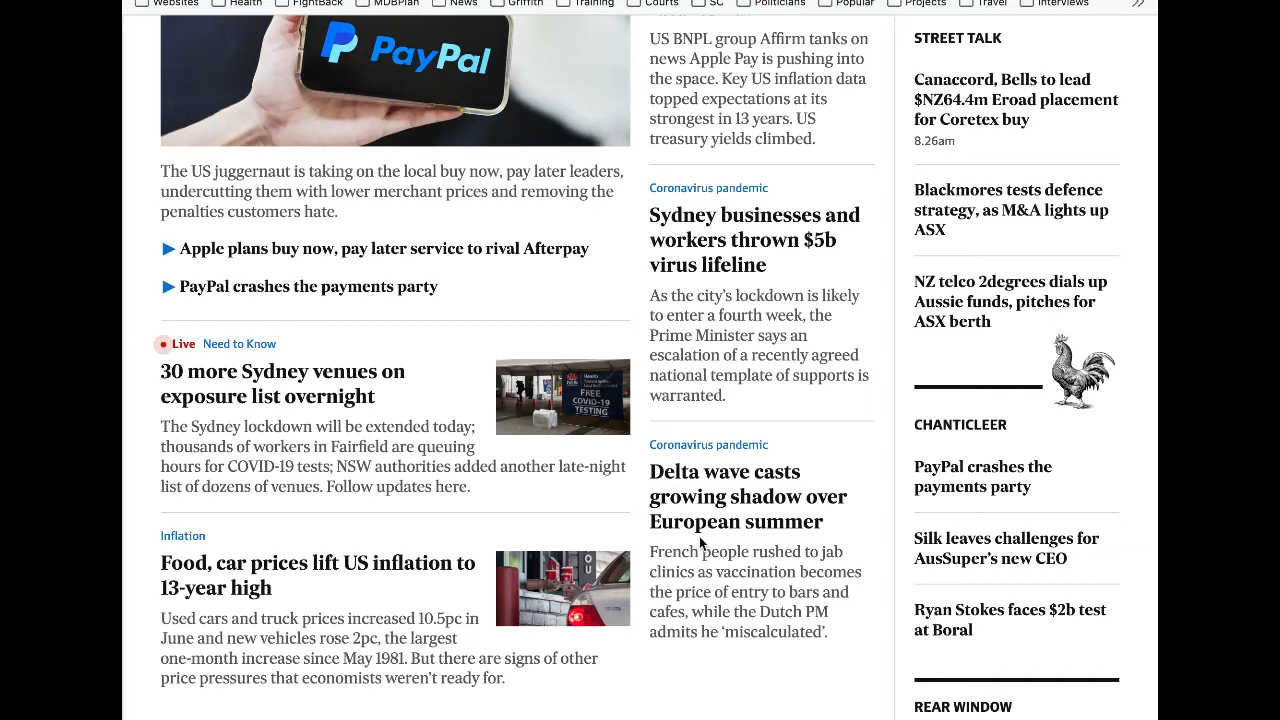 Websites Health FightBack MDBPlan News Griffith Training Courts SC Politicians Popular Projects Travel Interviews
PayPal
The US juggernaut is taking on the local buy now, pay later leaders,
undercutting them with lower merchant prices and removing the
penalties customers hate.
Apple plans buy now, pay later service to rival Afterpay
PayPal crashes the payments party
Live Need to Know
30 more Sydney venues on
exposure list overnight
The Sydney lockdown will be extended today;
thousands of workers in Fairfield are queuing
hours for COVID-19 tests; NSW authorities added another late-night
list of dozens of venues. Follow updates here.
Health
FREE
COVID-19
TESTING
Inflation
Food, car prices lift US inflation to
13-year high
Used cars and truck prices increased 10.5pc in
June and new vehicles rose 2pc, the largest
one-month increase since May 1981. But there are signs of other
price pressures that economists weren't ready for.
US BNPL group Affirm tanks on
news Apple Pay is pushing into
the space. Key US inflation data
topped expectations at its
strongest in 13 years. US
treasury yields climbed.
Coronavirus pandemic
Sydney businesses and
workers thrown $5b
virus lifeline
As the city's lockdown is likely
to enter a fourth week, the
Prime Minister says an
escalation of a recently agreed
national template of supports is
warranted.
Coronavirus pandemic
Delta wave casts
growing shadow over
European summer
French people rushed to jab
clinics as vaccination becomes
the price of entry to bars and
cafes, while the Dutch PM
admits he ‘miscalculated’.
STREET TALK
Canaccord, Bells to lead
$NZ64.4m Eroad placement
for Coretex buy
8.26am
Blackmores tests defence
strategy, as M&A lights up
ASX
NZ telco 2degrees dials up
Aussie funds, pitches for
ASX berth
CHANTICLEER
PayPal crashes the
payments party
Silk leaves challenges for
AusSuper's new CEO
Ryan Stokes faces $2b test
at Boral
REAR WINDOW